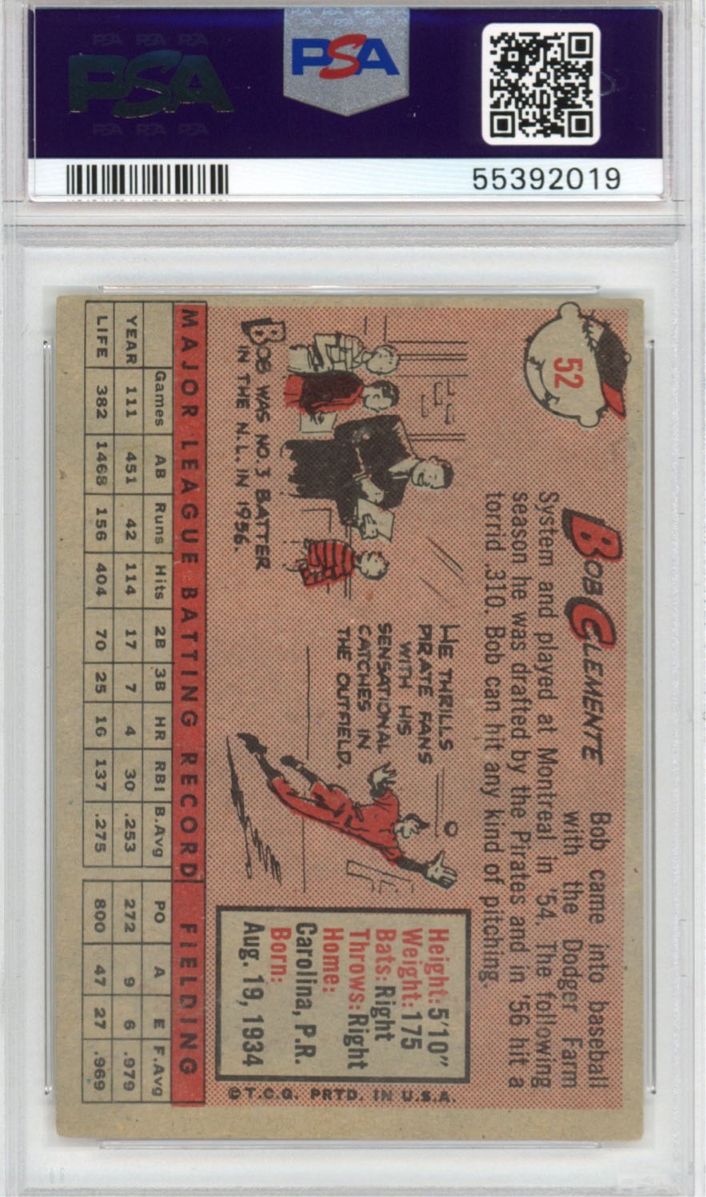 PSA PSA PSA
PSA
PSA PSA PSA
PSA
55392019
52
BOB CLEMENTE
Bob came into baseball
with the Dodger Farm
System and played at Montreal in '54. The following
season he was drafted by the Pirates and in '56 hit a
torrid .310. Bob can hit any kind of pitching.
HE THRILLS
PIRATE FANS
WITH HIS
SENSATIONAL
CATCHES IN
THE OUTFIELD.
BOB WAS NO. 3 BATTER
IN THE N.L. IN 1956.
Height: 5'10"
Weight: 175
Bats: Right
Throws: Right
Home:
Carolina, P.R.
Born:
Aug. 19, 1934
©T.C.G. PRTD. IN U.S.A.
MAJOR LEAGUE BATTING RECORD FIELDING
Games AB Runs Hits 2B 3B HR RBI B.Avg PO A E F.Avg
YEAR 111 451 42 114 17 7 4 30 .253 272 9 6 .979
LIFE 382 1468 156 404 70 25 16 137 .275 800 47 27 .969